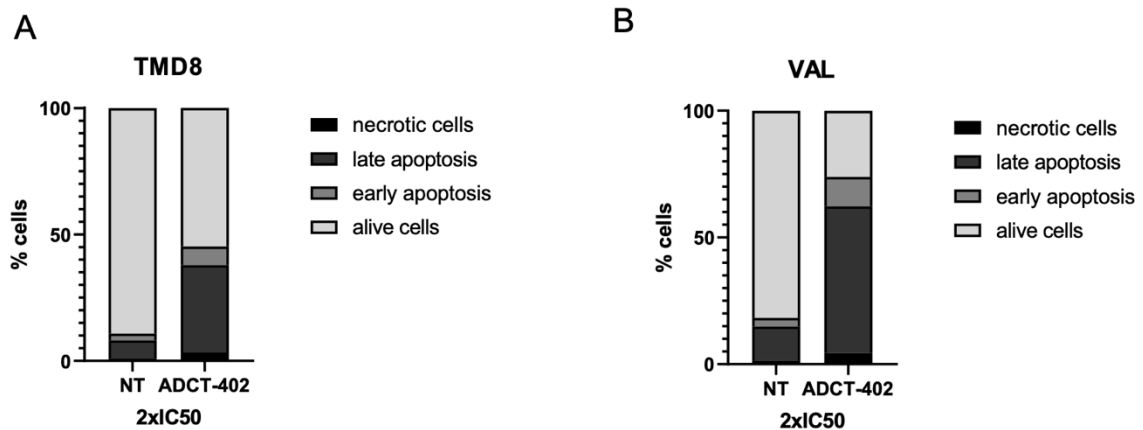 A
TMD8
100
50
0
% cells
NT ADCT-402
2xIC50
necrotic cells
late apoptosis
early apoptosis
alive cells
B
VAL
100
50
0
% cells
NT ADCT-402
2xIC50
necrotic cells
late apoptosis
early apoptosis
alive cells